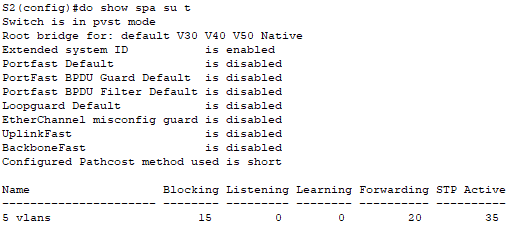 S2(config)#do show spa su t
Switch is in pvst mode
Root bridge for: default V30 V40 V50 Native
Extended system ID           is enabled
Portfast Default             is disabled
PortFast BPDU Guard Default  is disabled
Portfast BPDU Filter Default is disabled
Loopguard Default            is disabled
EtherChannel misconfig guard is disabled
UplinkFast                   is disabled
BackboneFast                 is disabled
Configured Pathcost method used is short

Name                   Blocking Listening Learning Forwarding STP Active
---------------------- -------- --------- -------- ---------- ----------
5 vlans                     15         0        0         20         35